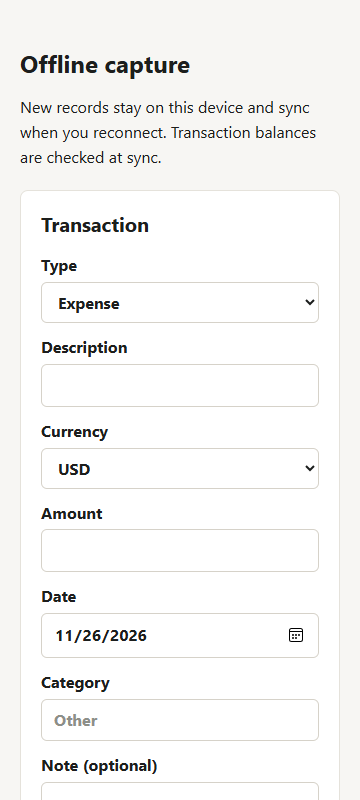 Offline capture
New records stay on this device and sync
when you reconnect. Transaction balances
are checked at sync.
Transaction
Type
Expense
Description
Currency
USD
Amount
Date
11/26/2026
Category
Other
Note (optional)